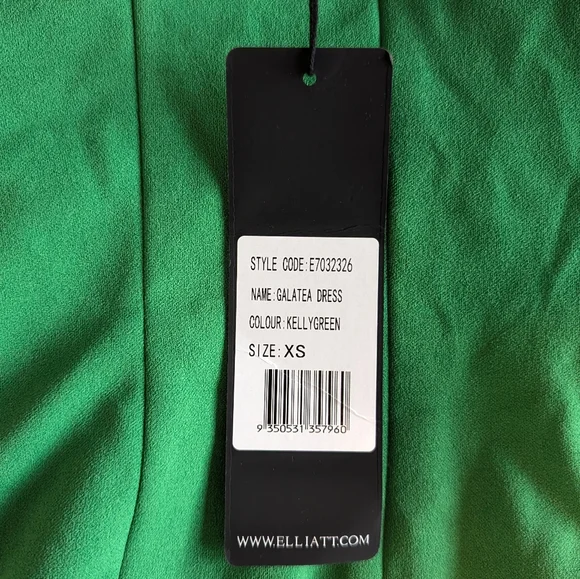 STYLE CODE:E7032326
NAME:GALATEA DRESS
COLOUR:KELLYGREEN
SIZE:XS
9 350531 357960
WWW.ELLIATT.COM